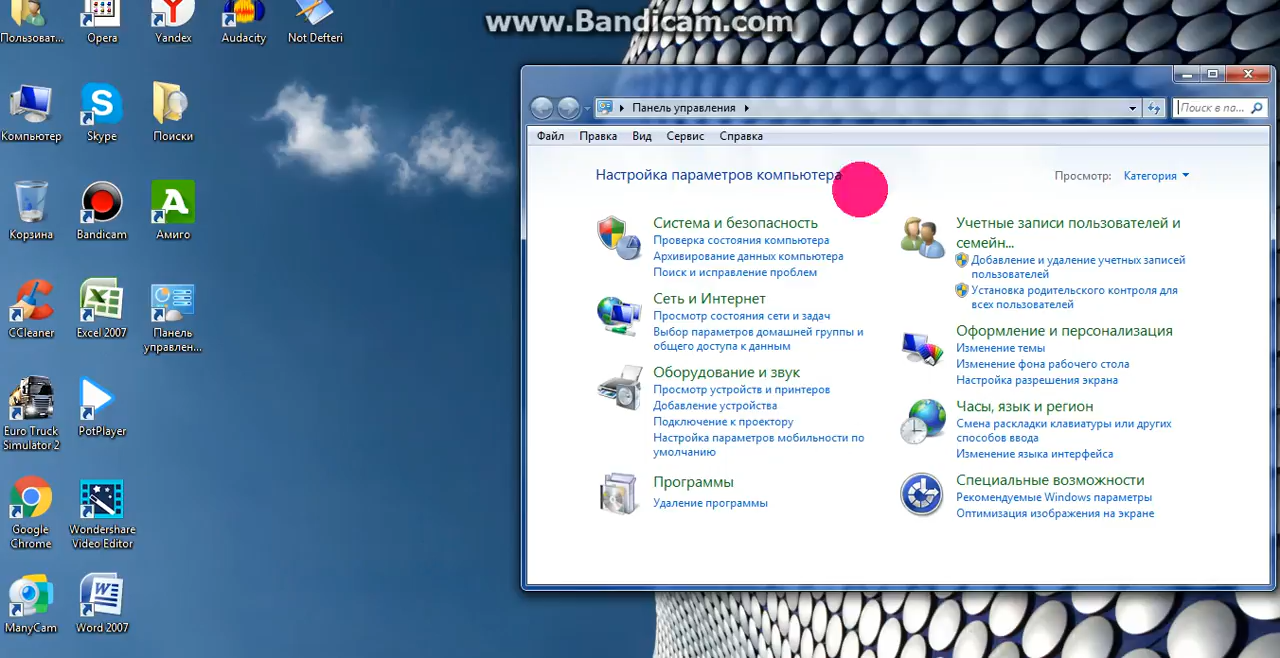 www.Bandicam.com
Пользоват...
Opera
Yandex
Audacity
Not Defteri
Компьютер
Skype
Поиски
Корзина
Bandicam
Амиго
CCleaner
Excel 2007
Панель
управлен...
Euro Truck
Simulator 2
PotPlayer
Google
Chrome
Wondershare
Video Editor
ManyCam
Word 2007
Панель управления
Поиск в па...
Файл Правка Вид Сервис Справка
Настройка параметров компьютера
Просмотр: Категория
Система и безопасность
Проверка состояния компьютера
Архивирование данных компьютера
Поиск и исправление проблем
Сеть и Интернет
Просмотр состояния сети и задач
Выбор параметров домашней группы и
общего доступа к данным
Оборудование и звук
Просмотр устройств и принтеров
Добавление устройства
Подключение к проектору
Настройка параметров мобильности по
умолчанию
Программы
Удаление программы
Учетные записи пользователей и
семейн...
Добавление и удаление учетных записей
пользователей
Установка родительского контроля для
всех пользователей
Оформление и персонализация
Изменение темы
Изменение фона рабочего стола
Настройка разрешения экрана
Часы, язык и регион
Смена раскладки клавиатуры или других
способов ввода
Изменение языка интерфейса
Специальные возможности
Рекомендуемые Windows параметры
Оптимизация изображения на экране